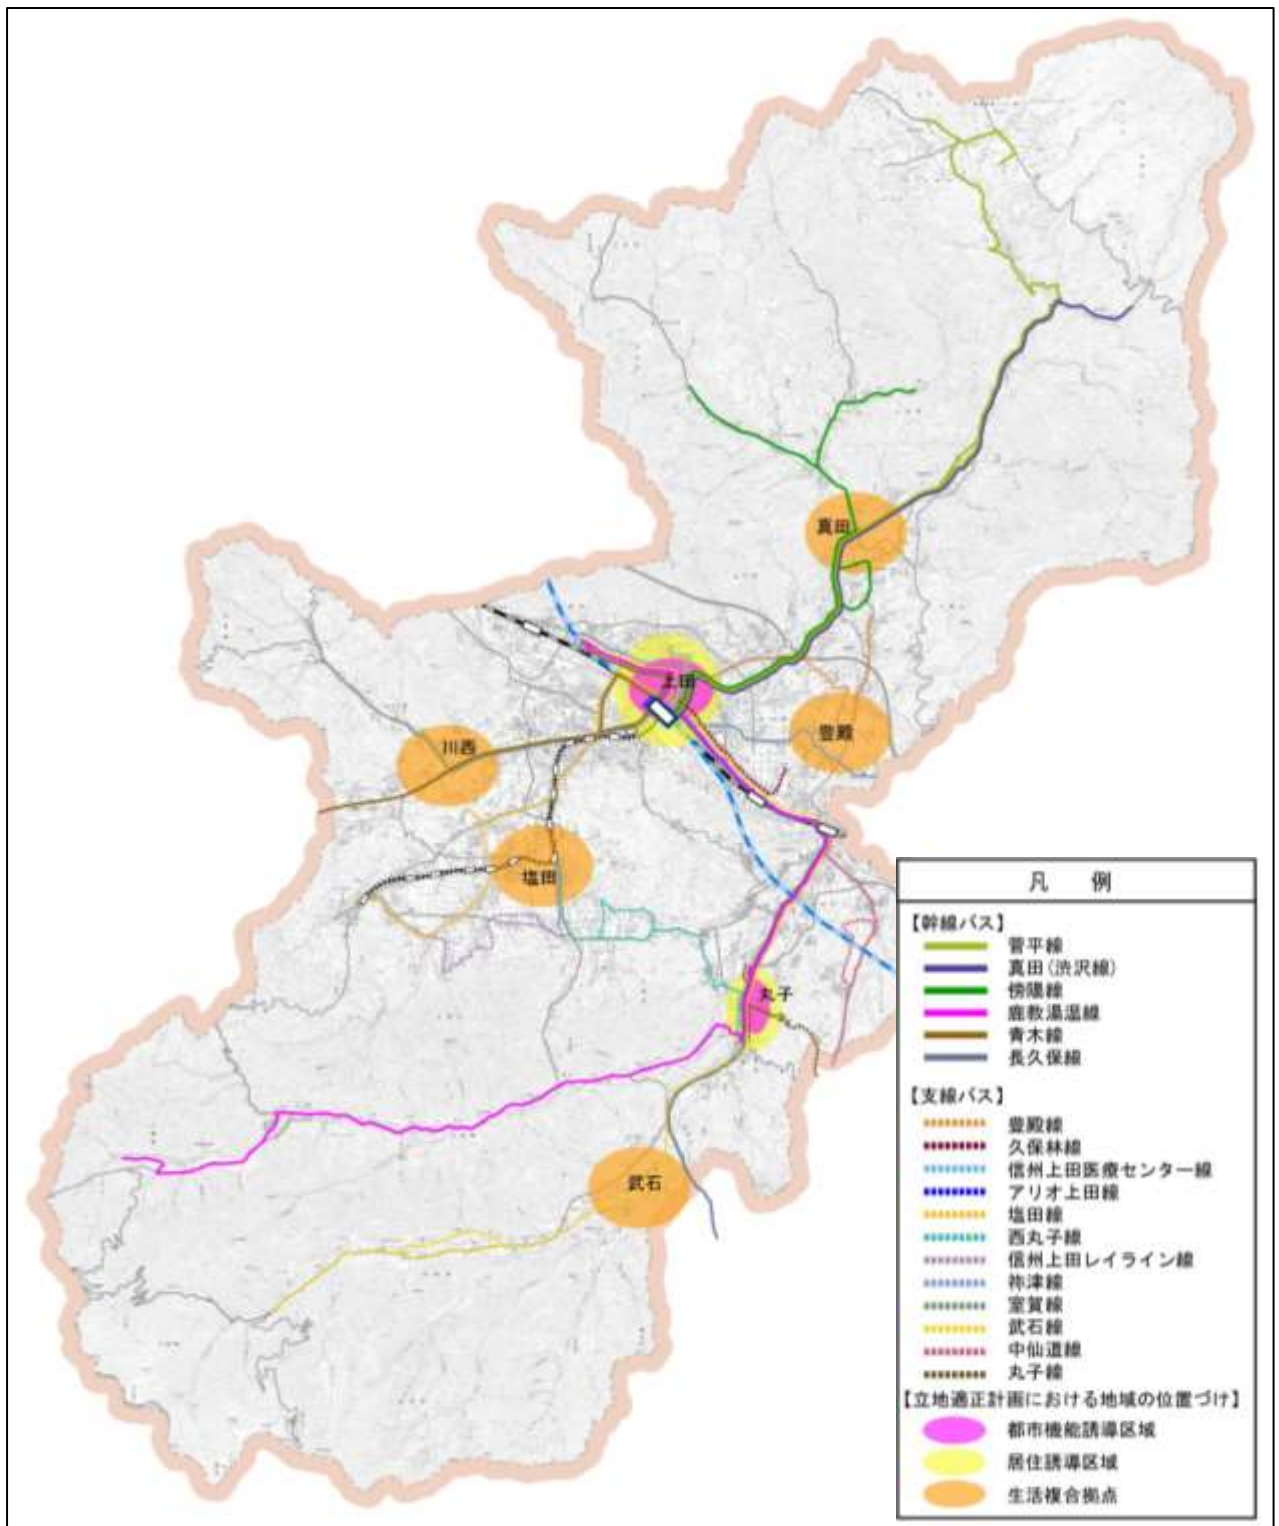 真田
上田
豊殿
川西
塩田
丸子
武石
凡 例
【幹線バス】
菅平線
真田(渋沢線)
傍陽線
鹿教湯温線
青木線
長久保線
【支線バス】
豊殿線
久保林線
信州上田医療センター線
アリオ上田線
塩田線
西丸子線
信州上田レイライン線
祢津線
室賀線
武石線
中仙道線
丸子線
【立地適正計画における地域の位置づけ】
都市機能誘導区域
居住誘導区域
生活複合拠点